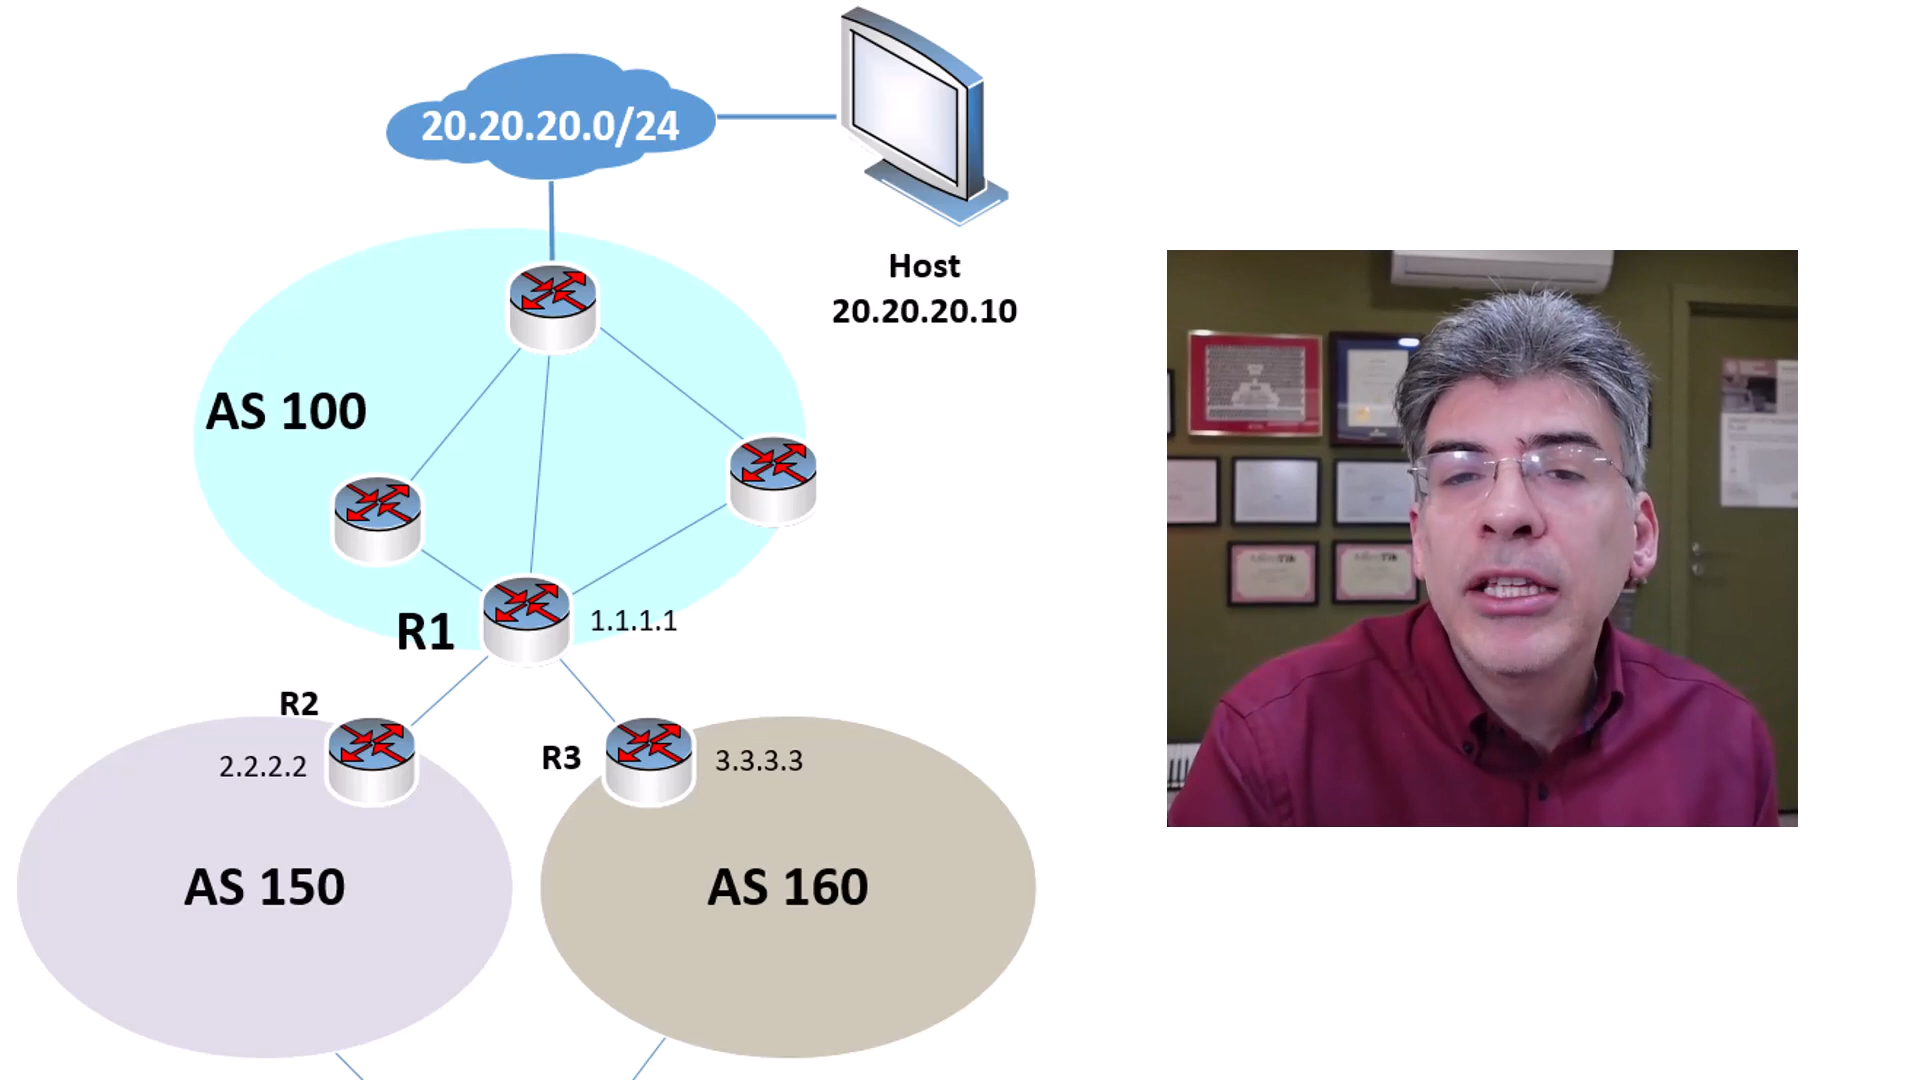 20.20.20.0/24
Host
20.20.20.10
AS 100
R1
1.1.1.1
R2
2.2.2.2
R3
3.3.3.3
AS 150
AS 160